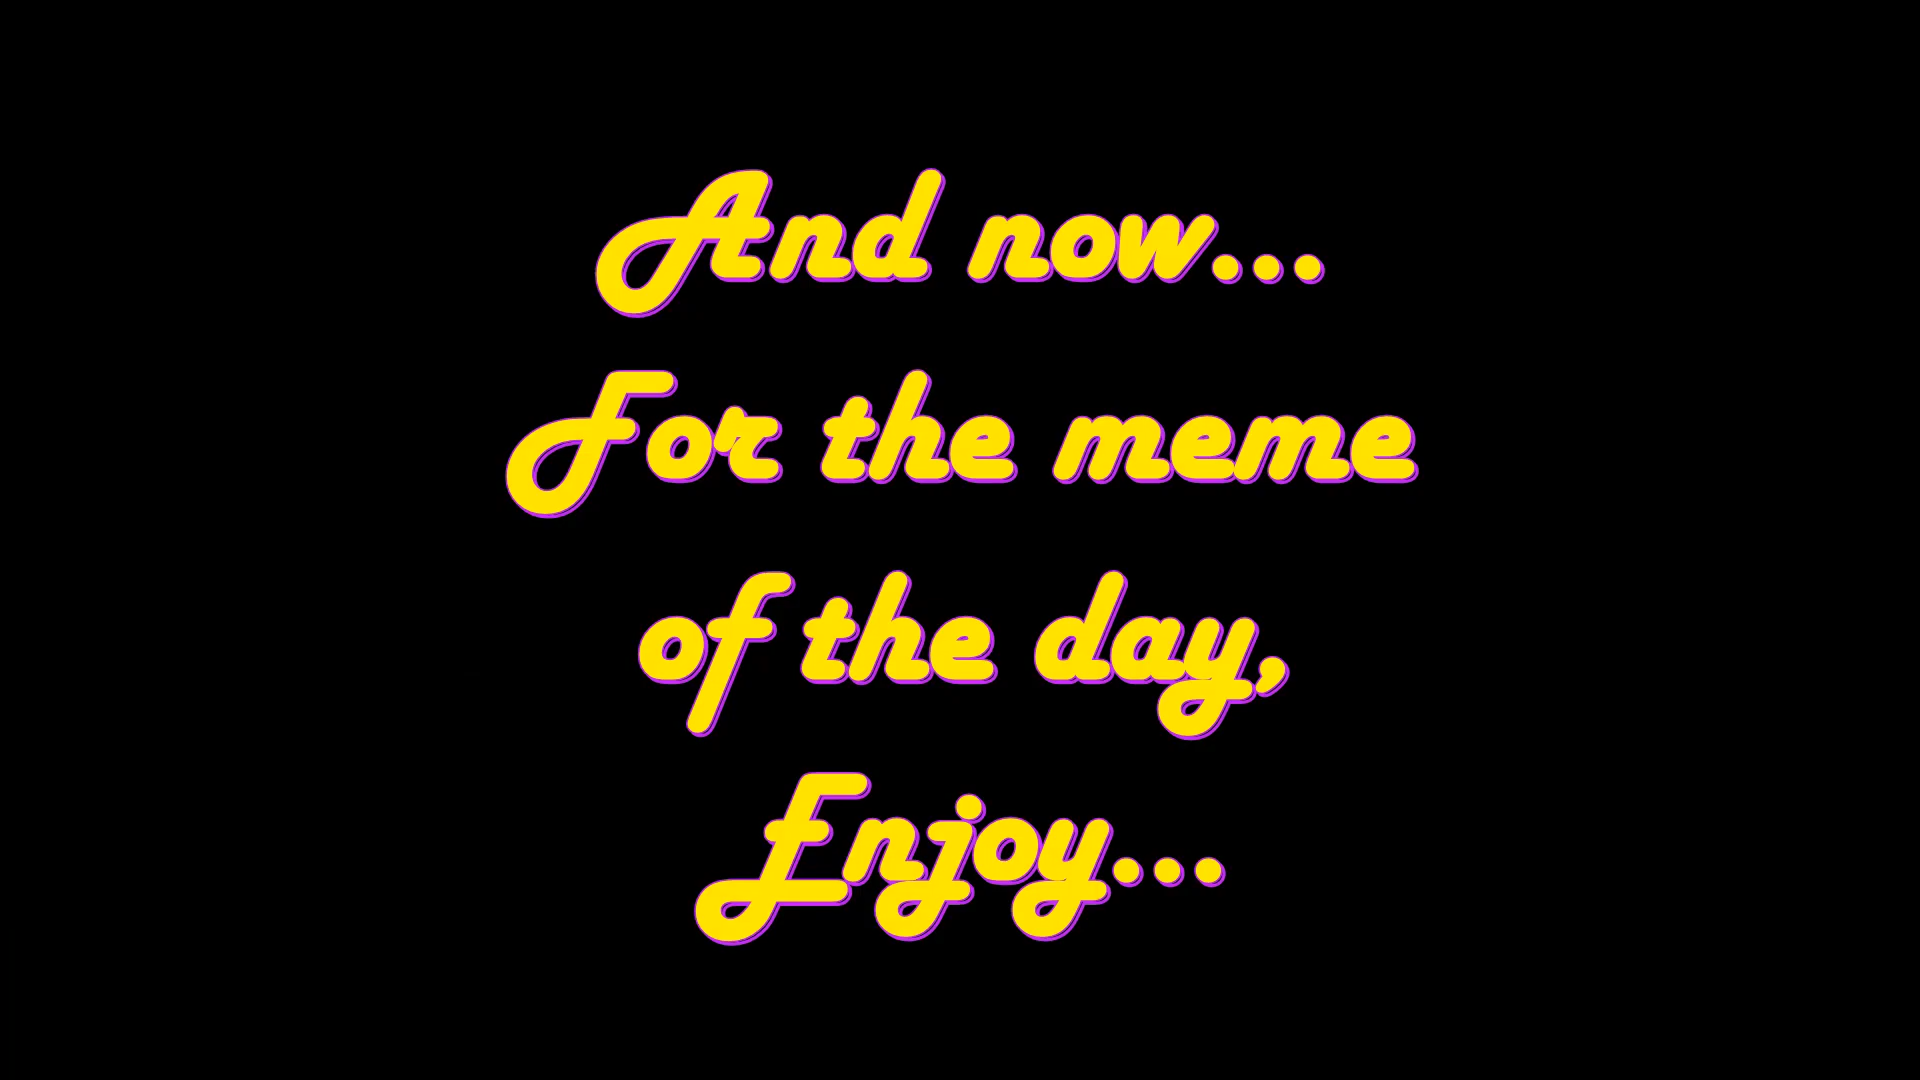 And now...
For the meme
of the day,
Enjoy...